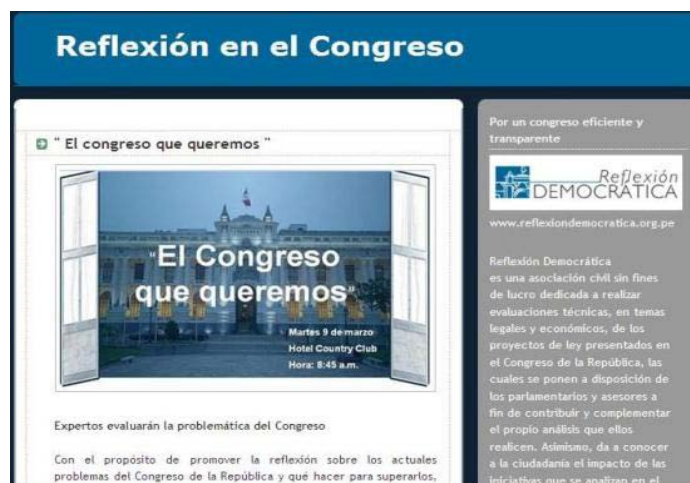 Reflexión en el Congreso
" El congreso que queremos "
"El Congreso
que queremos"
Martes 9 de marzo
Hotel Country Club
Hora: 8:45 a.m.
Expertos evaluarán la problemática del Congreso
Con el propósito de promover la reflexión sobre los actuales
problemas del Congreso de la República y qué hacer para superarlos,
Por un congreso eficiente y
transparente
Reflexión
DEMOCRÁTICA
www.reflexiondemocratica.org.pe
Reflexión Democrática
es una asociación civil sin fines
de lucro dedicada a realizar
evaluaciones técnicas, en temas
legales y económicos, de los
proyectos de ley presentados en
el Congreso de la República, las
cuales se ponen a disposición de
los parlamentarios y asesores a
fin de contribuir y complementar
el propio análisis que ellos
realicen. Asimismo, da a conocer
a la ciudadanía el impacto de las
iniciativas que se analizan en el